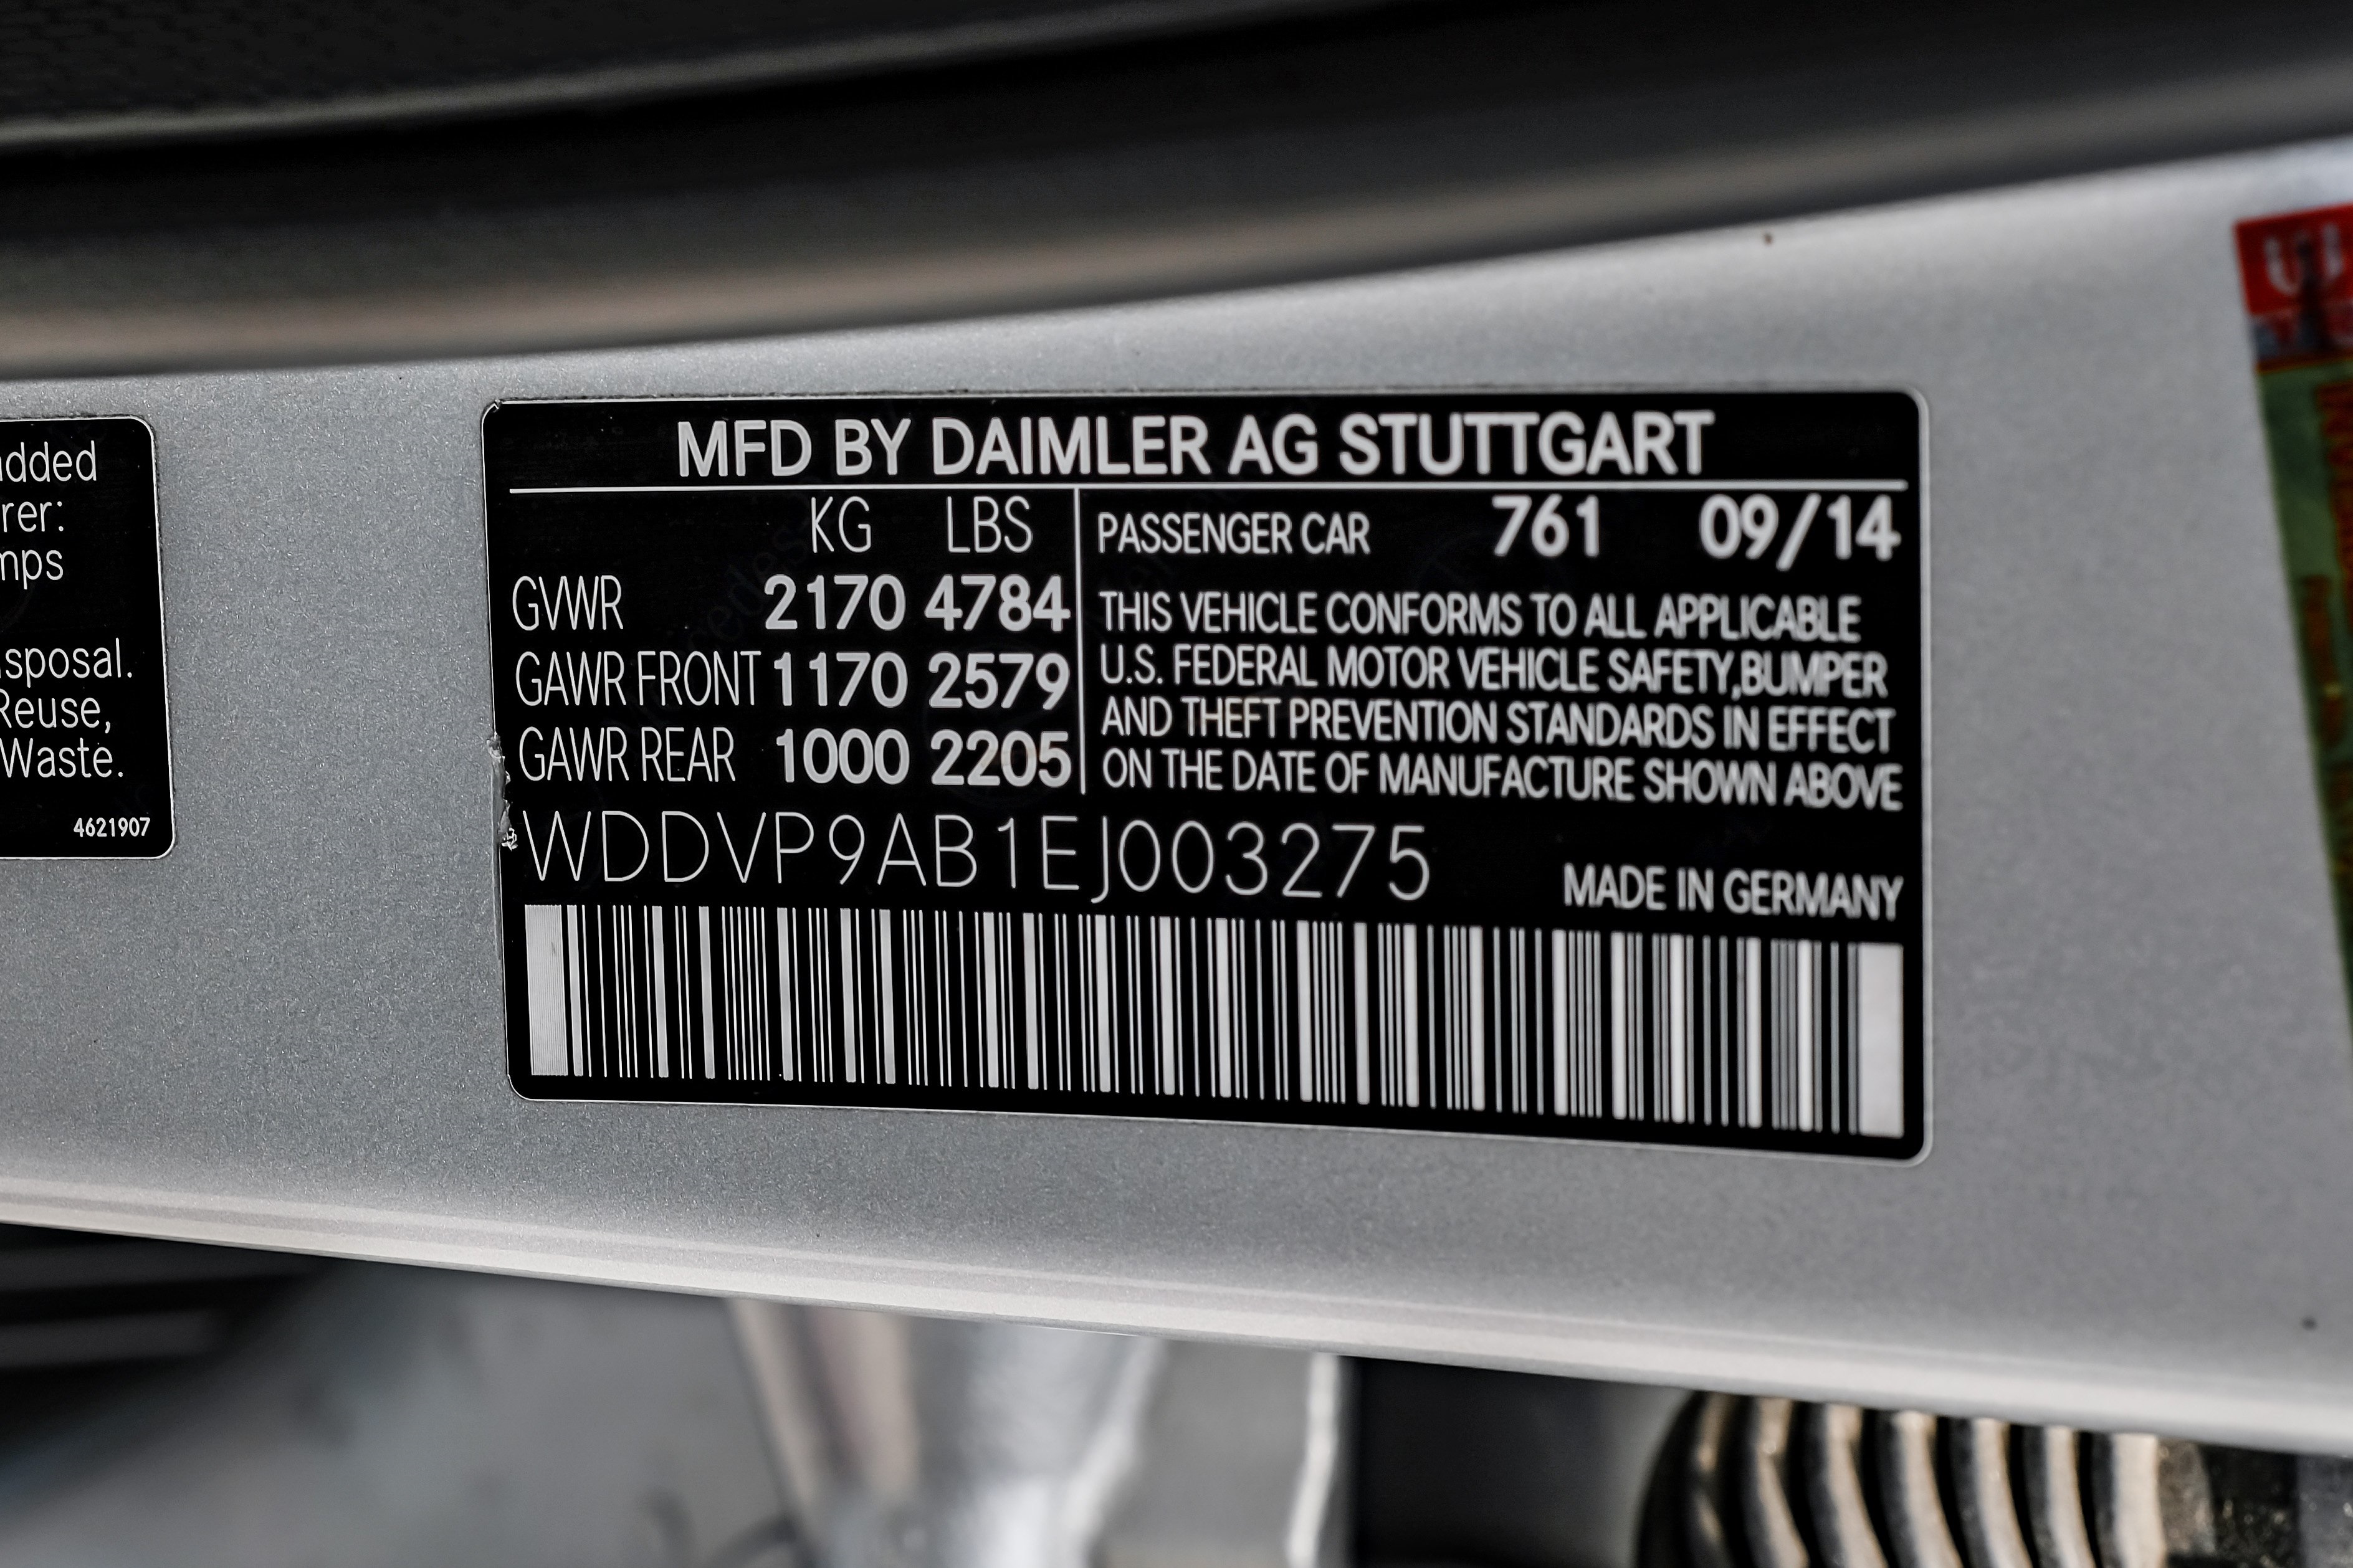 added
rer:
mps
sposal.
Reuse,
Waste.
4621907
MFD BY DAIMLER AG STUTTGART
KG LBS
GVWR 2170 4784
GAWR FRONT 1170 2579
GAWR REAR 1000 2205
PASSENGER CAR 761 09/14
THIS VEHICLE CONFORMS TO ALL APPLICABLE
U.S. FEDERAL MOTOR VEHICLE SAFETY,BUMPER
AND THEFT PREVENTION STANDARDS IN EFFECT
ON THE DATE OF MANUFACTURE SHOWN ABOVE
WDDVP9AB1EJ003275
MADE IN GERMANY